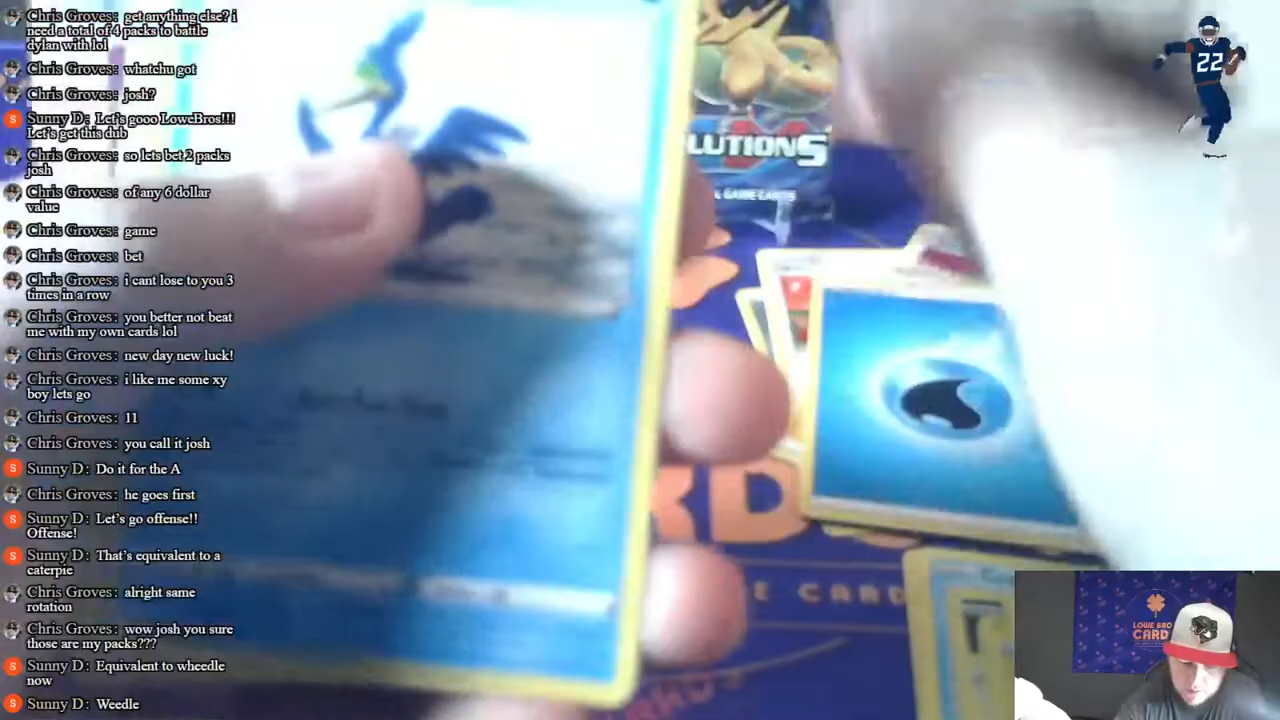 Chris Groves: get anything else? i
need a total of 4 packs to battle
dylan with lol
Chris Groves: whatchu got
Chris Groves: josh?
Sunny D: Let's gooo LoweBros!!!
Let's get this dub
Chris Groves: so lets bet 2 packs
josh
Chris Groves: of any 6 dollar
value
Chris Groves: game
Chris Groves: bet
Chris Groves: i cant lose to you 3
times in a row
Chris Groves: you better not beat
me with my own cards lol
Chris Groves: new day new luck!
Chris Groves: i like me some xy
boy lets go
Chris Groves: 11
Chris Groves: you call it josh
Sunny D: Do it for the A
Chris Groves: he goes first
Sunny D: Let's go offense!!
Offense!
Sunny D: That's equivalent to a
caterpie
Chris Groves: alright same
rotation
Chris Groves: wow josh you sure
those are my packs???
Sunny D: Equivalent to wheedle
now
Sunny D: Weedle
LUTIONS
GAME CARDS
RD
E CARD
22
LOWE BRO
CARD